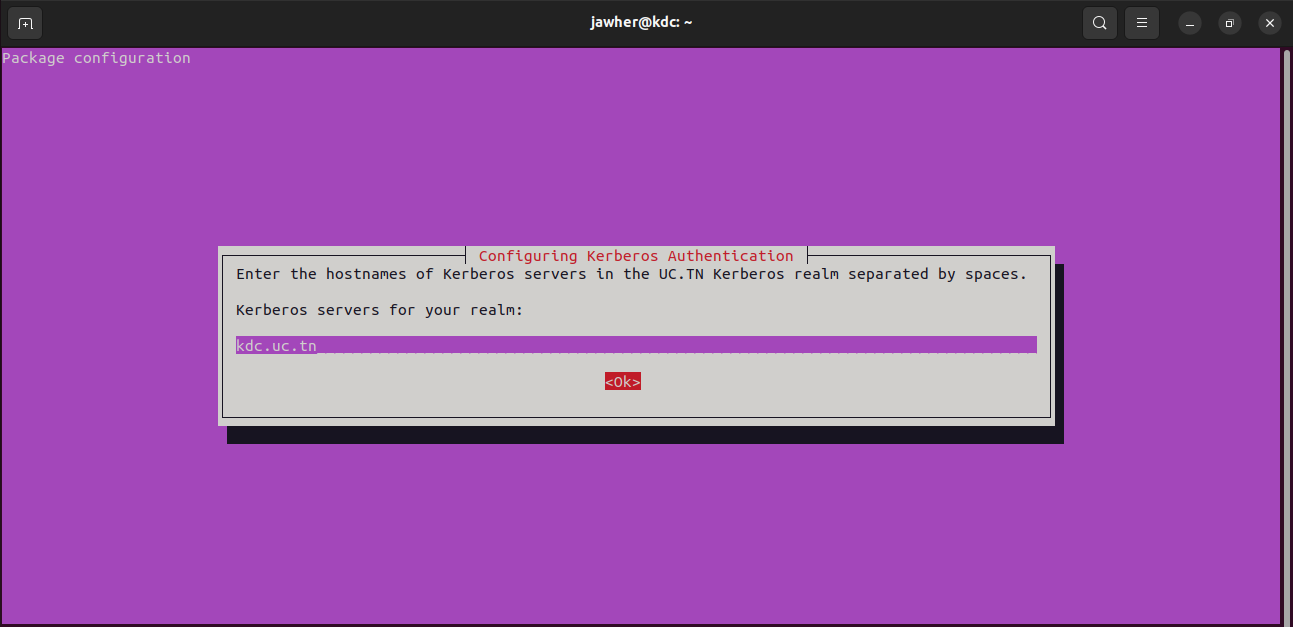 jawher@kdc: ~
Package configuration
Configuring Kerberos Authentication
Enter the hostnames of Kerberos servers in the UC.TN Kerberos realm separated by spaces.
Kerberos servers for your realm:
kdc.uc.tn
<Ok>